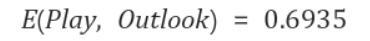 E(Play, Outlook) = 0.6935